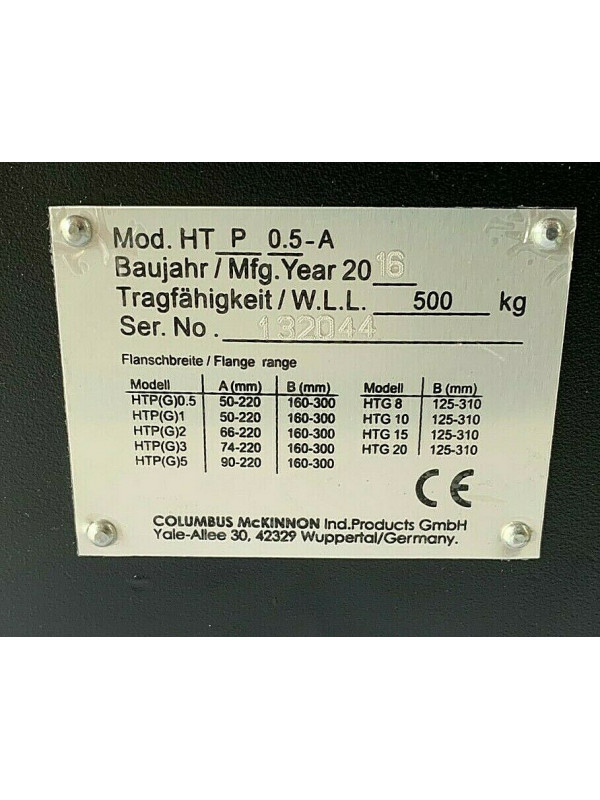 Mod. HT P 0.5-A
Baujahr / Mfg. Year 20 16
Tragfähigkeit / W.L.L. 500 kg
Ser. No. 132044
Flanschbreite / Flange range
Modell A (mm) B (mm) Modell B (mm)
HTP(G)0.5 50-220 160-300 HTG 8 125-310
HTP(G)1 50-220 160-300 HTG 10 125-310
HTP(G)2 66-220 160-300 HTG 15 125-310
HTP(G)3 74-220 160-300 HTG 20 125-310
HTP(G)5 90-220 160-300
CE
COLUMBUS McKINNON Ind.Products GmbH
Yale-Allee 30, 42329 Wuppertal/Germany.